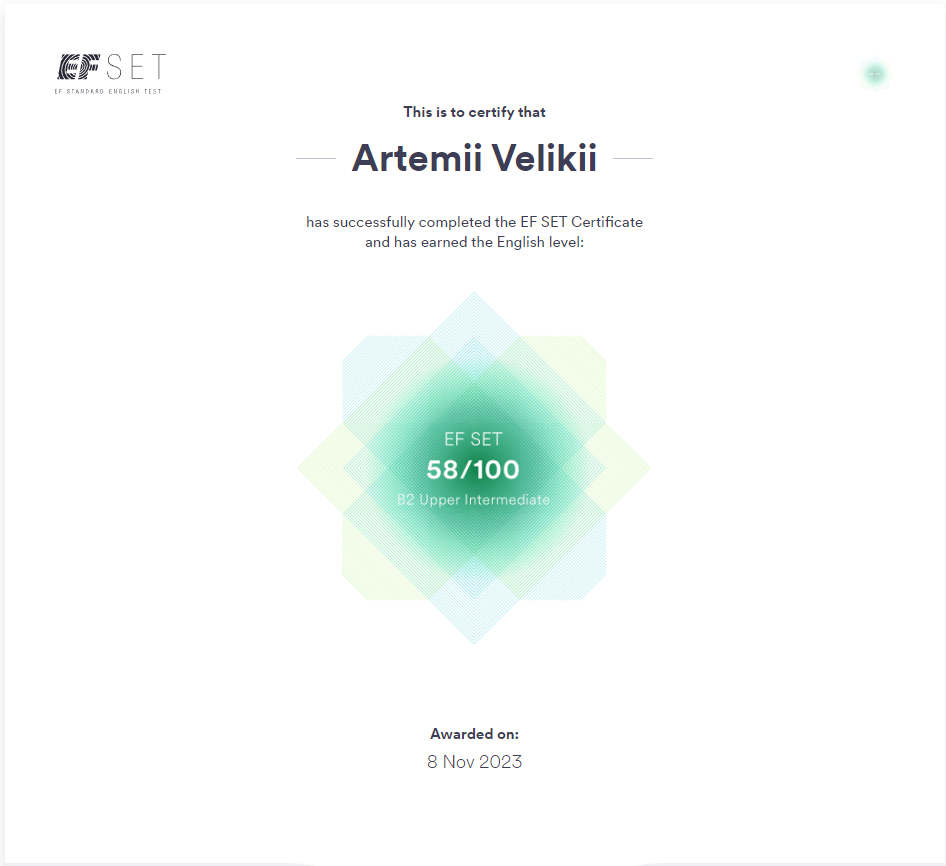 EF SET
EF STANDARD ENGLISH TEST
This is to certify that
Artemii Velikii
has successfully completed the EF SET Certificate
and has earned the English level:
EF SET
58/100
B2 Upper Intermediate
Awarded on:
8 Nov 2023